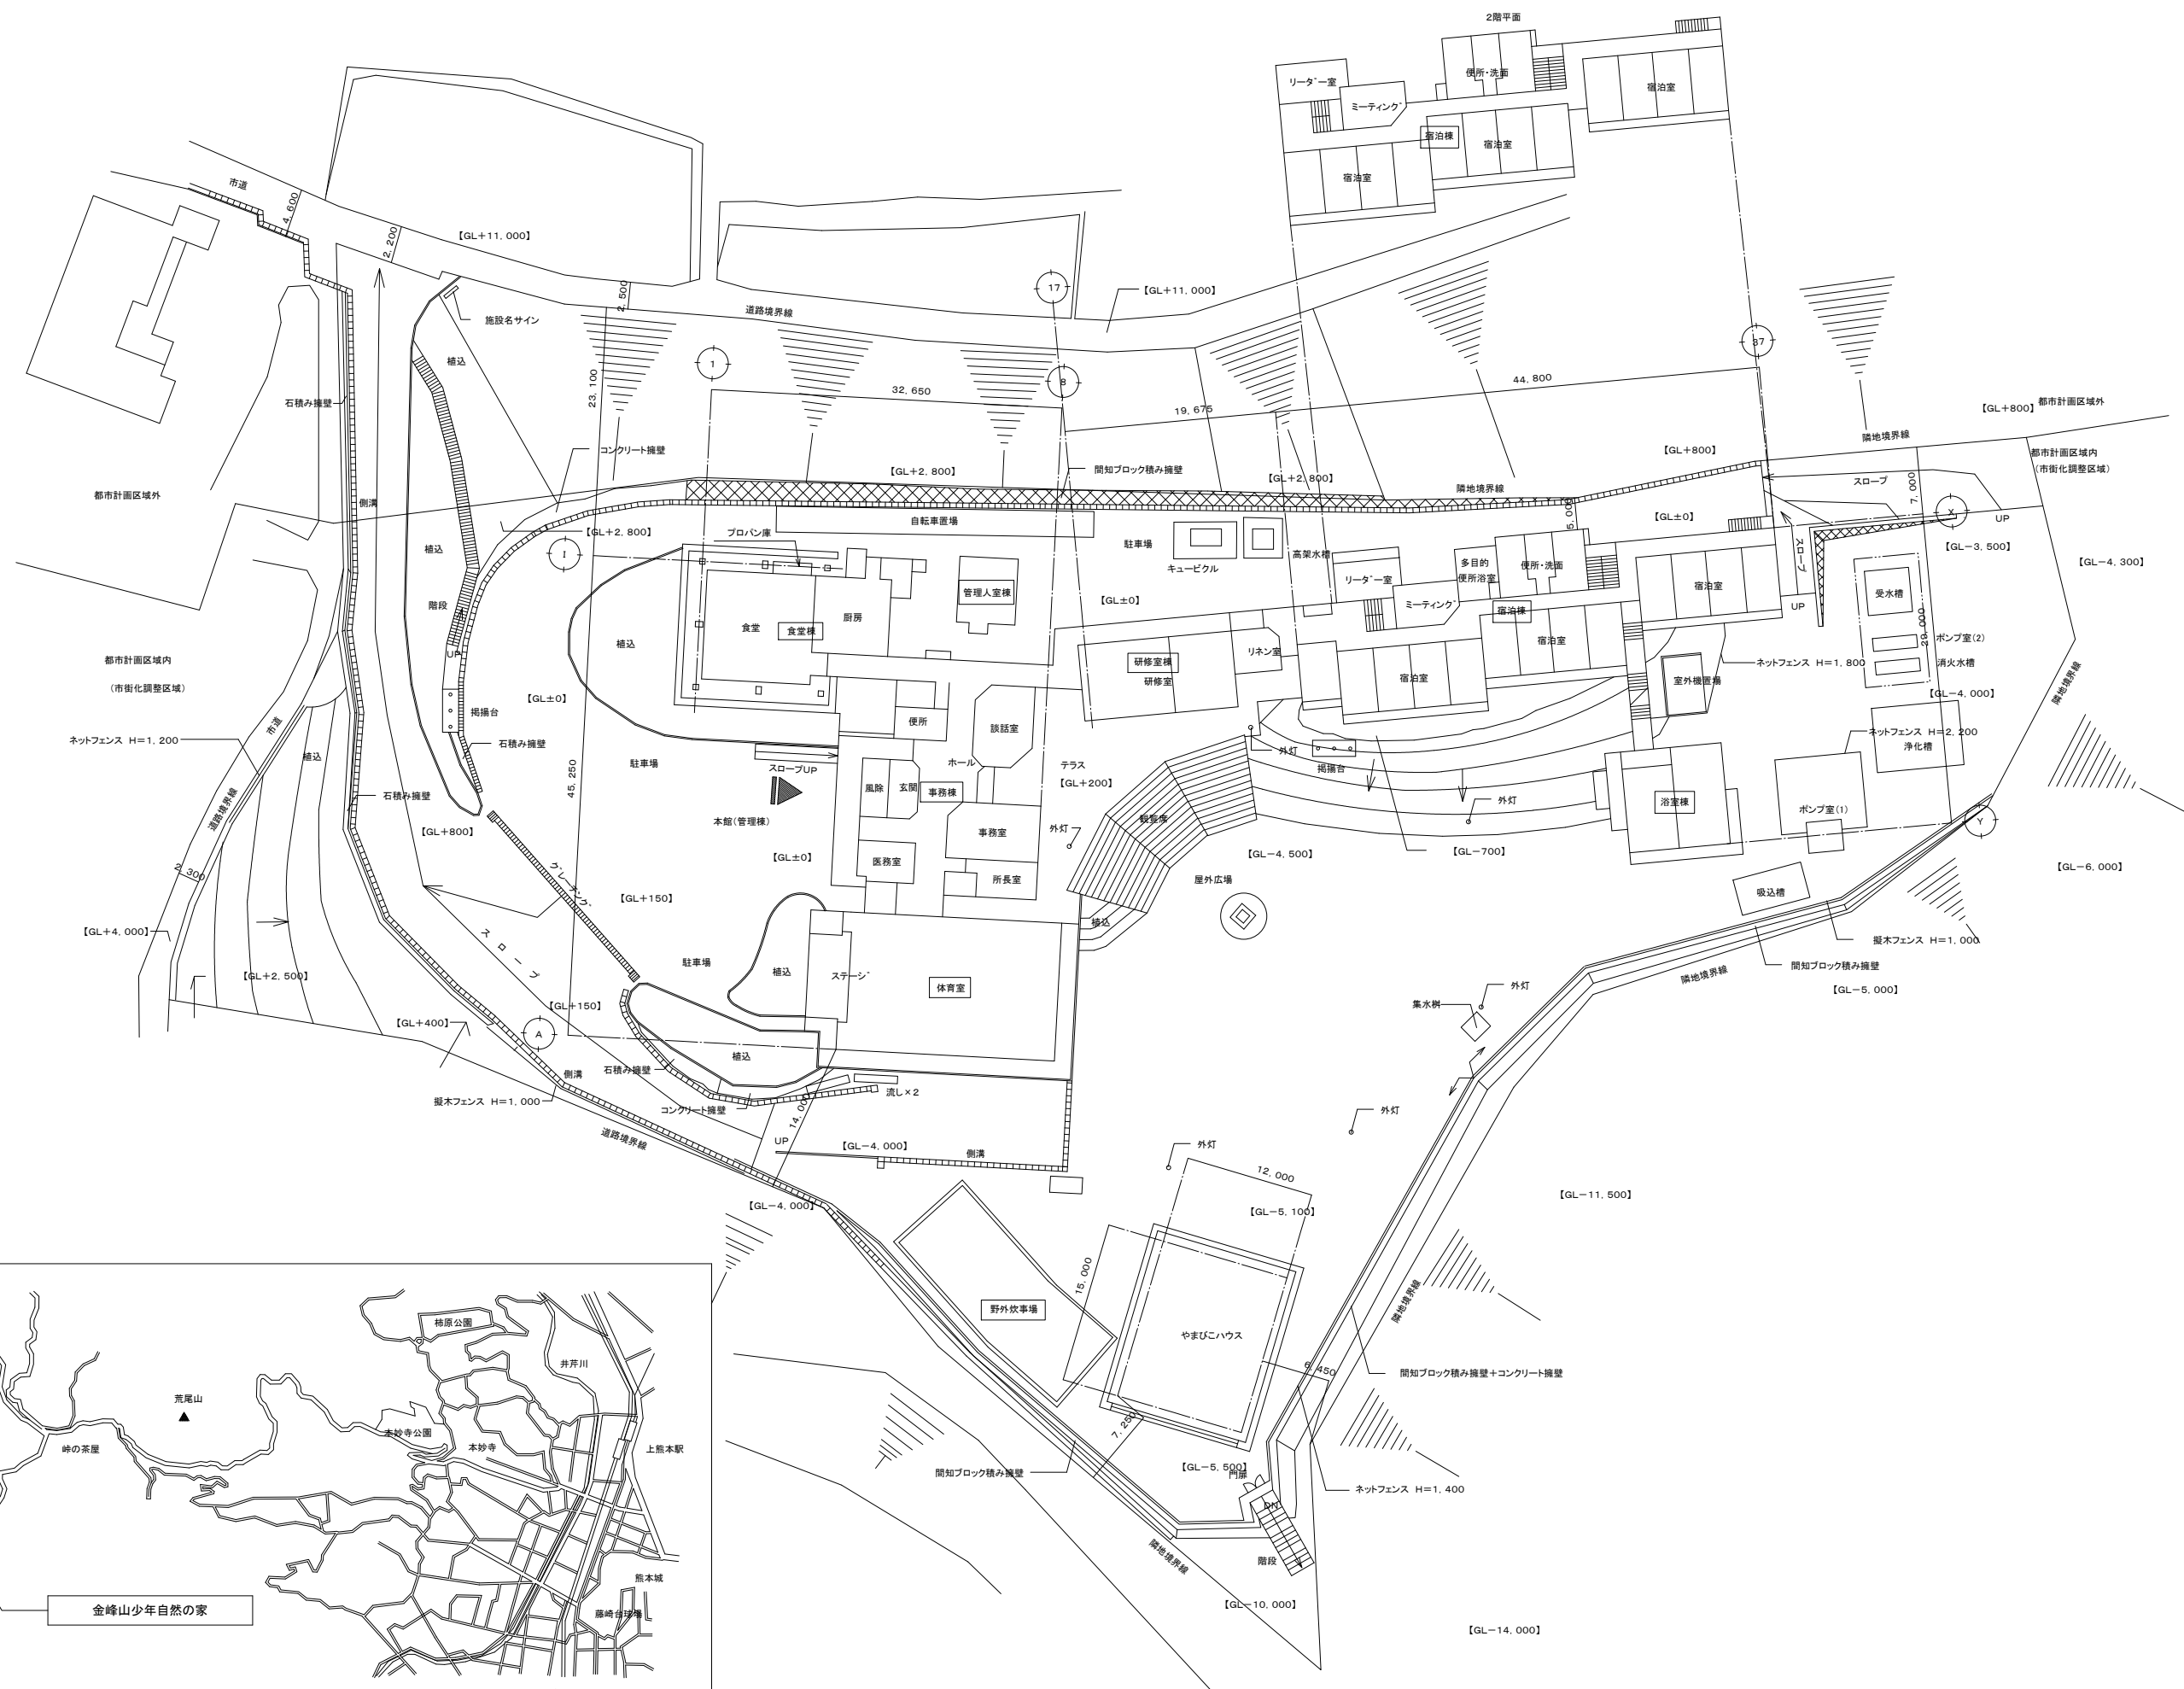 2階平面
リーダー室
ミーティング
便所・洗面
宿泊室
宿泊棟
宿泊室
宿泊室
市道
4,600
2,200
【GL+11,000】
2,500
施設名サイン
道路境界線
17
【GL+11,000】
植込
1
8
37
23,100
32,650
19,675
44,800
石積み擁壁
【GL+800】
都市計画区域外
隣地境界線
都市計画区域内
(市街化調整区域)
コンクリート擁壁
【GL+2,800】
間知ブロック積み擁壁
【GL+2,800】
【GL+800】
隣地境界線
スロープ
7,000
都市計画区域外
側溝
【GL+2,800】
プロパン庫
自転車置場
駐車場
キュービクル
高架水槽
5,000
【GL±0】
スロープ
X
UP
【GL-3,500】
【GL-4,300】
植込
I
階段
UP
食堂
食堂棟
厨房
管理人室棟
【GL±0】
リーダー室
ミーティング
多目的
便所浴室
便所・洗面
宿泊棟
宿泊室
宿泊室
宿泊室
UP
受水槽
ポンプ室(2)
消火水槽
29,000
植込
研修室棟
研修室
リネン室
ネットフェンス H=1,800
室外機置場
【GL-4,000】
隣地境界線
都市計画区域内
(市街化調整区域)
【GL±0】
掲揚台
石積み擁壁
便所
談話室
ホール
テラス
【GL+200】
外灯
掲揚台
ネットフェンス H=2,200
浄化槽
ネットフェンス H=1,200
市道
植込
駐車場
スロープUP
45,250
風除
玄関
事務棟
石積み擁壁
道路境界線
本館(管理棟)
【GL+800】
事務室
外灯
観覧席
外灯
浴室棟
ポンプ室(1)
Y
2,300
グレーチング
【GL±0】
医務室
所長室
【GL-4,500】
【GL-700】
屋外広場
吸込槽
【GL-6,000】
【GL+150】
【GL+4,000】
スロープ
植込
擬木フェンス H=1,000
【GL+2,500】
駐車場
植込
ステージ
体育室
間知ブロック積み擁壁
隣地境界線
【GL-5,000】
【GL+150】
【GL+400】
A
外灯
集水桝
植込
石積み擁壁
側溝
擬木フェンス H=1,000
コンクリート擁壁
流し×2
14,000
外灯
道路境界線
UP
【GL-4,000】
側溝
外灯
【GL-4,000】
12,000
【GL-5,100】
【GL-11,500】
15,000
野外炊事場
やまびこハウス
隣地境界線
6,450
間知ブロック積み擁壁+コンクリート擁壁
7,250
間知ブロック積み擁壁
【GL-5,500】
門扉
DN
ネットフェンス H=1,400
隣地境界線
階段
【GL-10,000】
【GL-14,000】
柿原公園
井芹川
荒尾山
本妙寺公園
本妙寺
上熊本駅
峠の茶屋
熊本城
藤崎台球場
金峰山少年自然の家